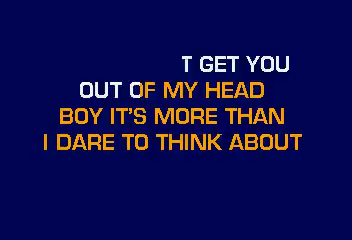 T GET YOU
OUT OF MY HEAD
BOY IT'S MORE THAN
I DARE TO THINK ABOUT